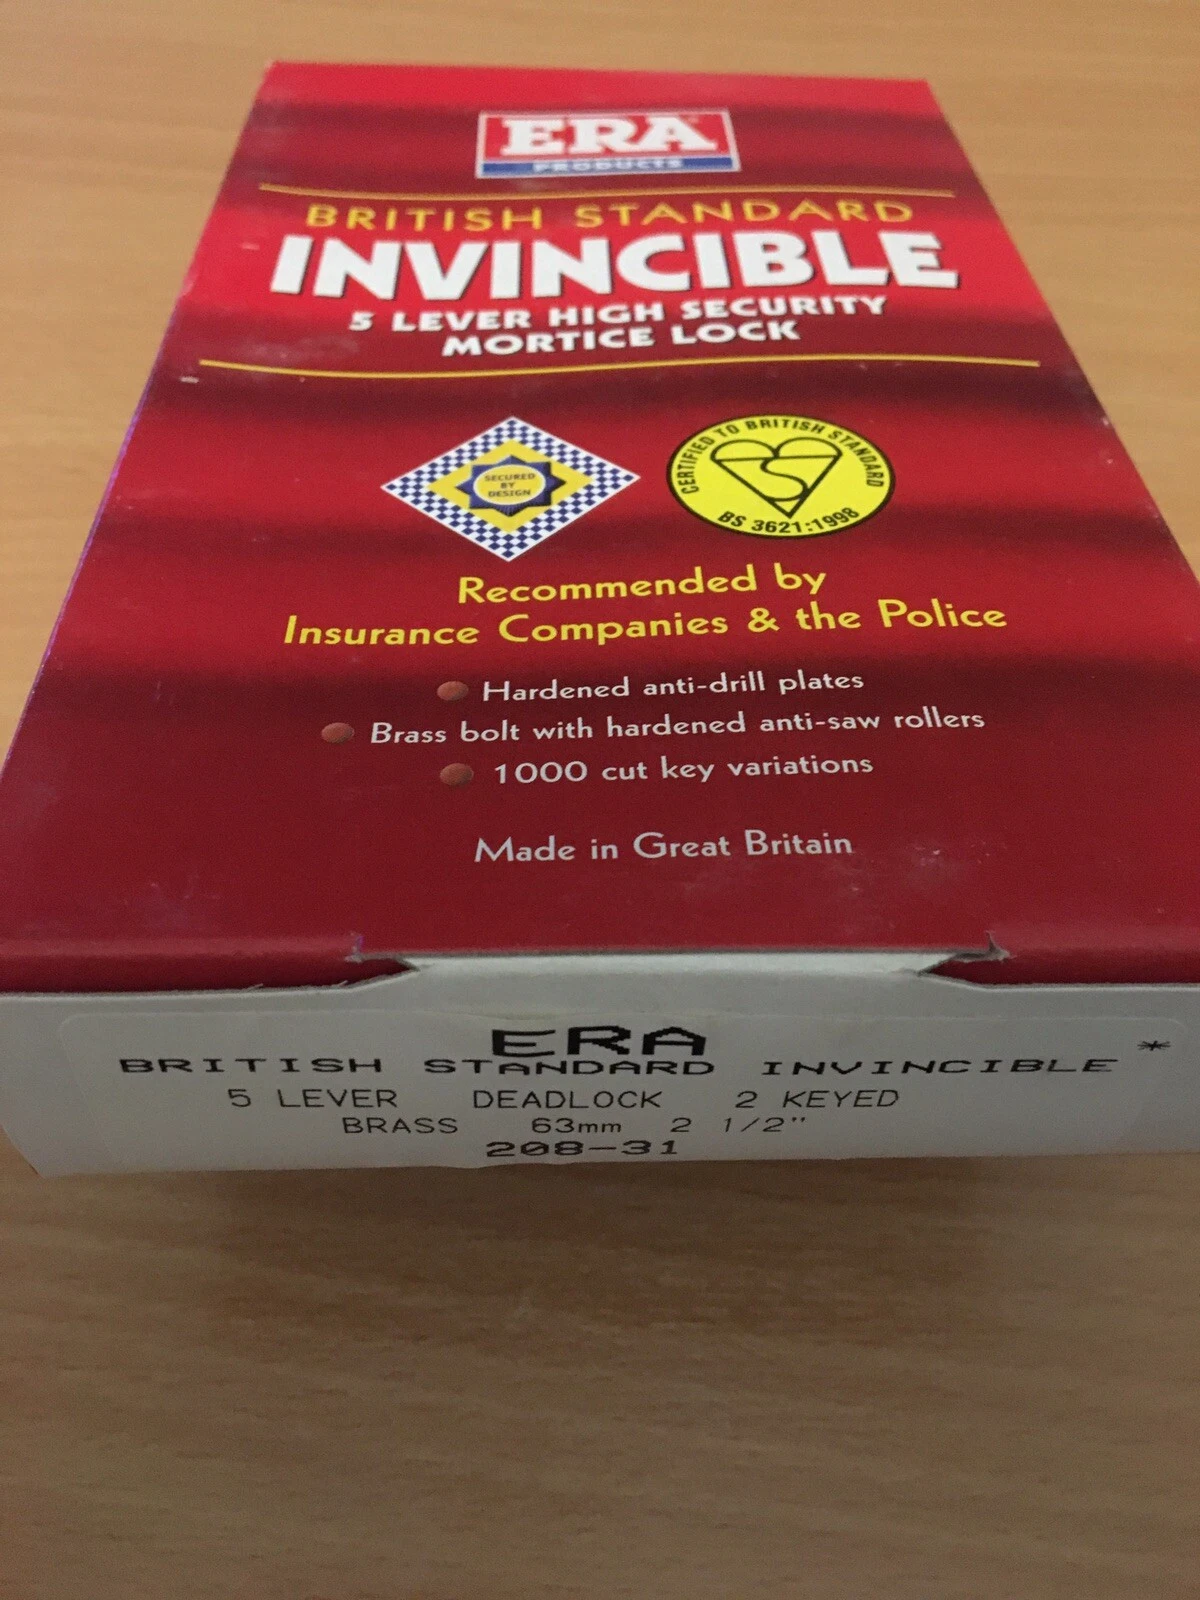 ERA
PRODUCTS
BRITISH STANDARD
INVINCIBLE
5 LEVER HIGH SECURITY
MORTICE LOCK
SECURED
BY
DESIGN
CERTIFIED TO BRITISH STANDARD
BS 3621:1998
Recommended by
Insurance Companies & the Police
Hardened anti-drill plates
Brass bolt with hardened anti-saw rollers
1000 cut key variations
Made in Great Britain
ERA
BRITISH STANDARD INVINCIBLE *
5 LEVER DEADLOCK 2 KEYED
BRASS 63mm 2 1/2"
208-31